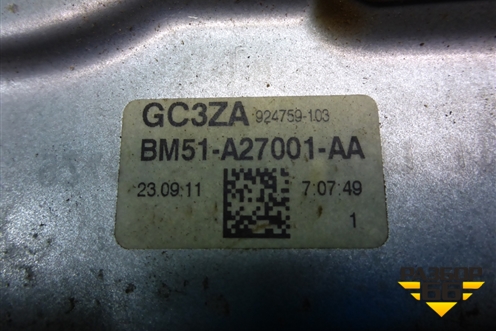 GC3ZA 924759-103
BM51-A27001-AA
23.09.11 7:07:49
1